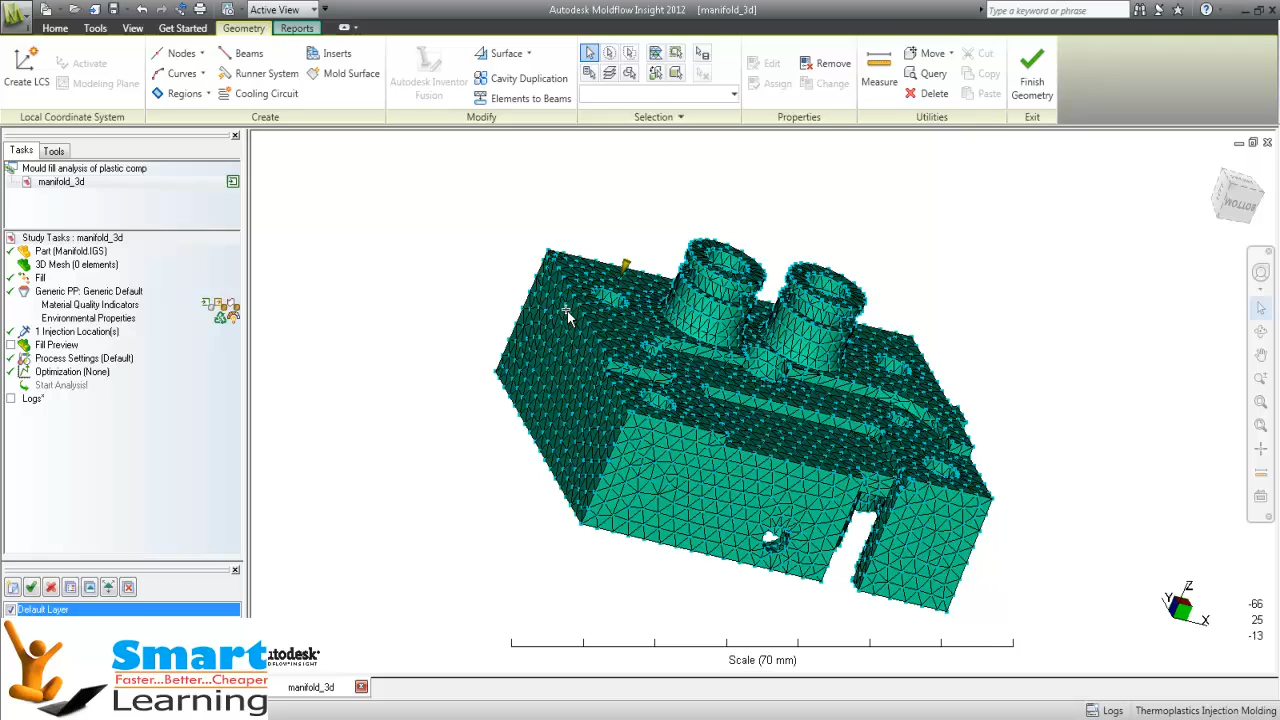 Active View
Autodesk Moldflow Insight 2012 [manifold_3d]
Type a keyword or phrase
Home Tools View Get Started Geometry Reports
Create LCS
Activate
Modeling Plane
Local Coordinate System
Nodes
Curves
Regions
Beams
Runner System
Cooling Circuit
Inserts
Mold Surface
Create
Autodesk Inventor
Fusion
Surface
Cavity Duplication
Elements to Beams
Modify
Selection
Edit
Remove
Assign
Change
Properties
Measure
Move
Query
Delete
Cut
Copy
Paste
Utilities
Finish
Geometry
Exit
Tasks Tools
Mould fill analysis of plastic comp
manifold_3d
Study Tasks : manifold_3d
Part (Manifold.IGS)
3D Mesh (0 elements)
Fill
Generic PP: Generic Default
Material Quality Indicators
Environmental Properties
1 Injection Location(s)
Fill Preview
Process Settings (Default)
Optimization (None)
Start Analysis!
Logs*
Default Layer
BOTTOM
Z
Y
X
-66
25
-13
Scale (70 mm)
Smart
Faster...Better...Cheaper
Learning
utodesk
manifold_3d
Logs
Thermoplastics Injection Molding